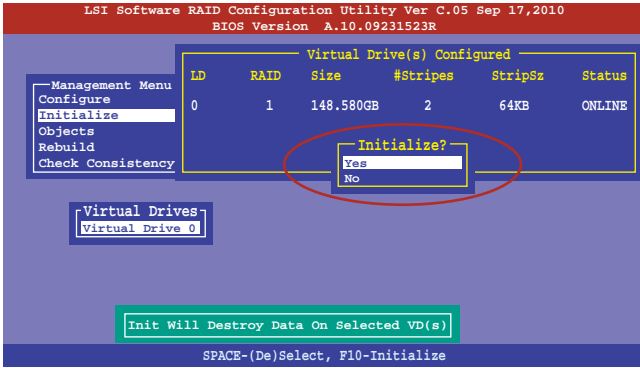 LSI Software RAID Configuration Utility Ver C.05 Sep 17,2010
BIOS Version A.10.09231523R
Virtual Drive(s) Configured
LD RAID Size #Stripes StripSz Status
0 1 148.580GB 2 64KB ONLINE
Management Menu
Configure
Initialize
Objects
Rebuild
Check Consistency
Initialize?
Yes
No
Virtual Drives
Virtual Drive 0
Init Will Destroy Data On Selected VD(s)
SPACE-(De)Select, F10-Initialize